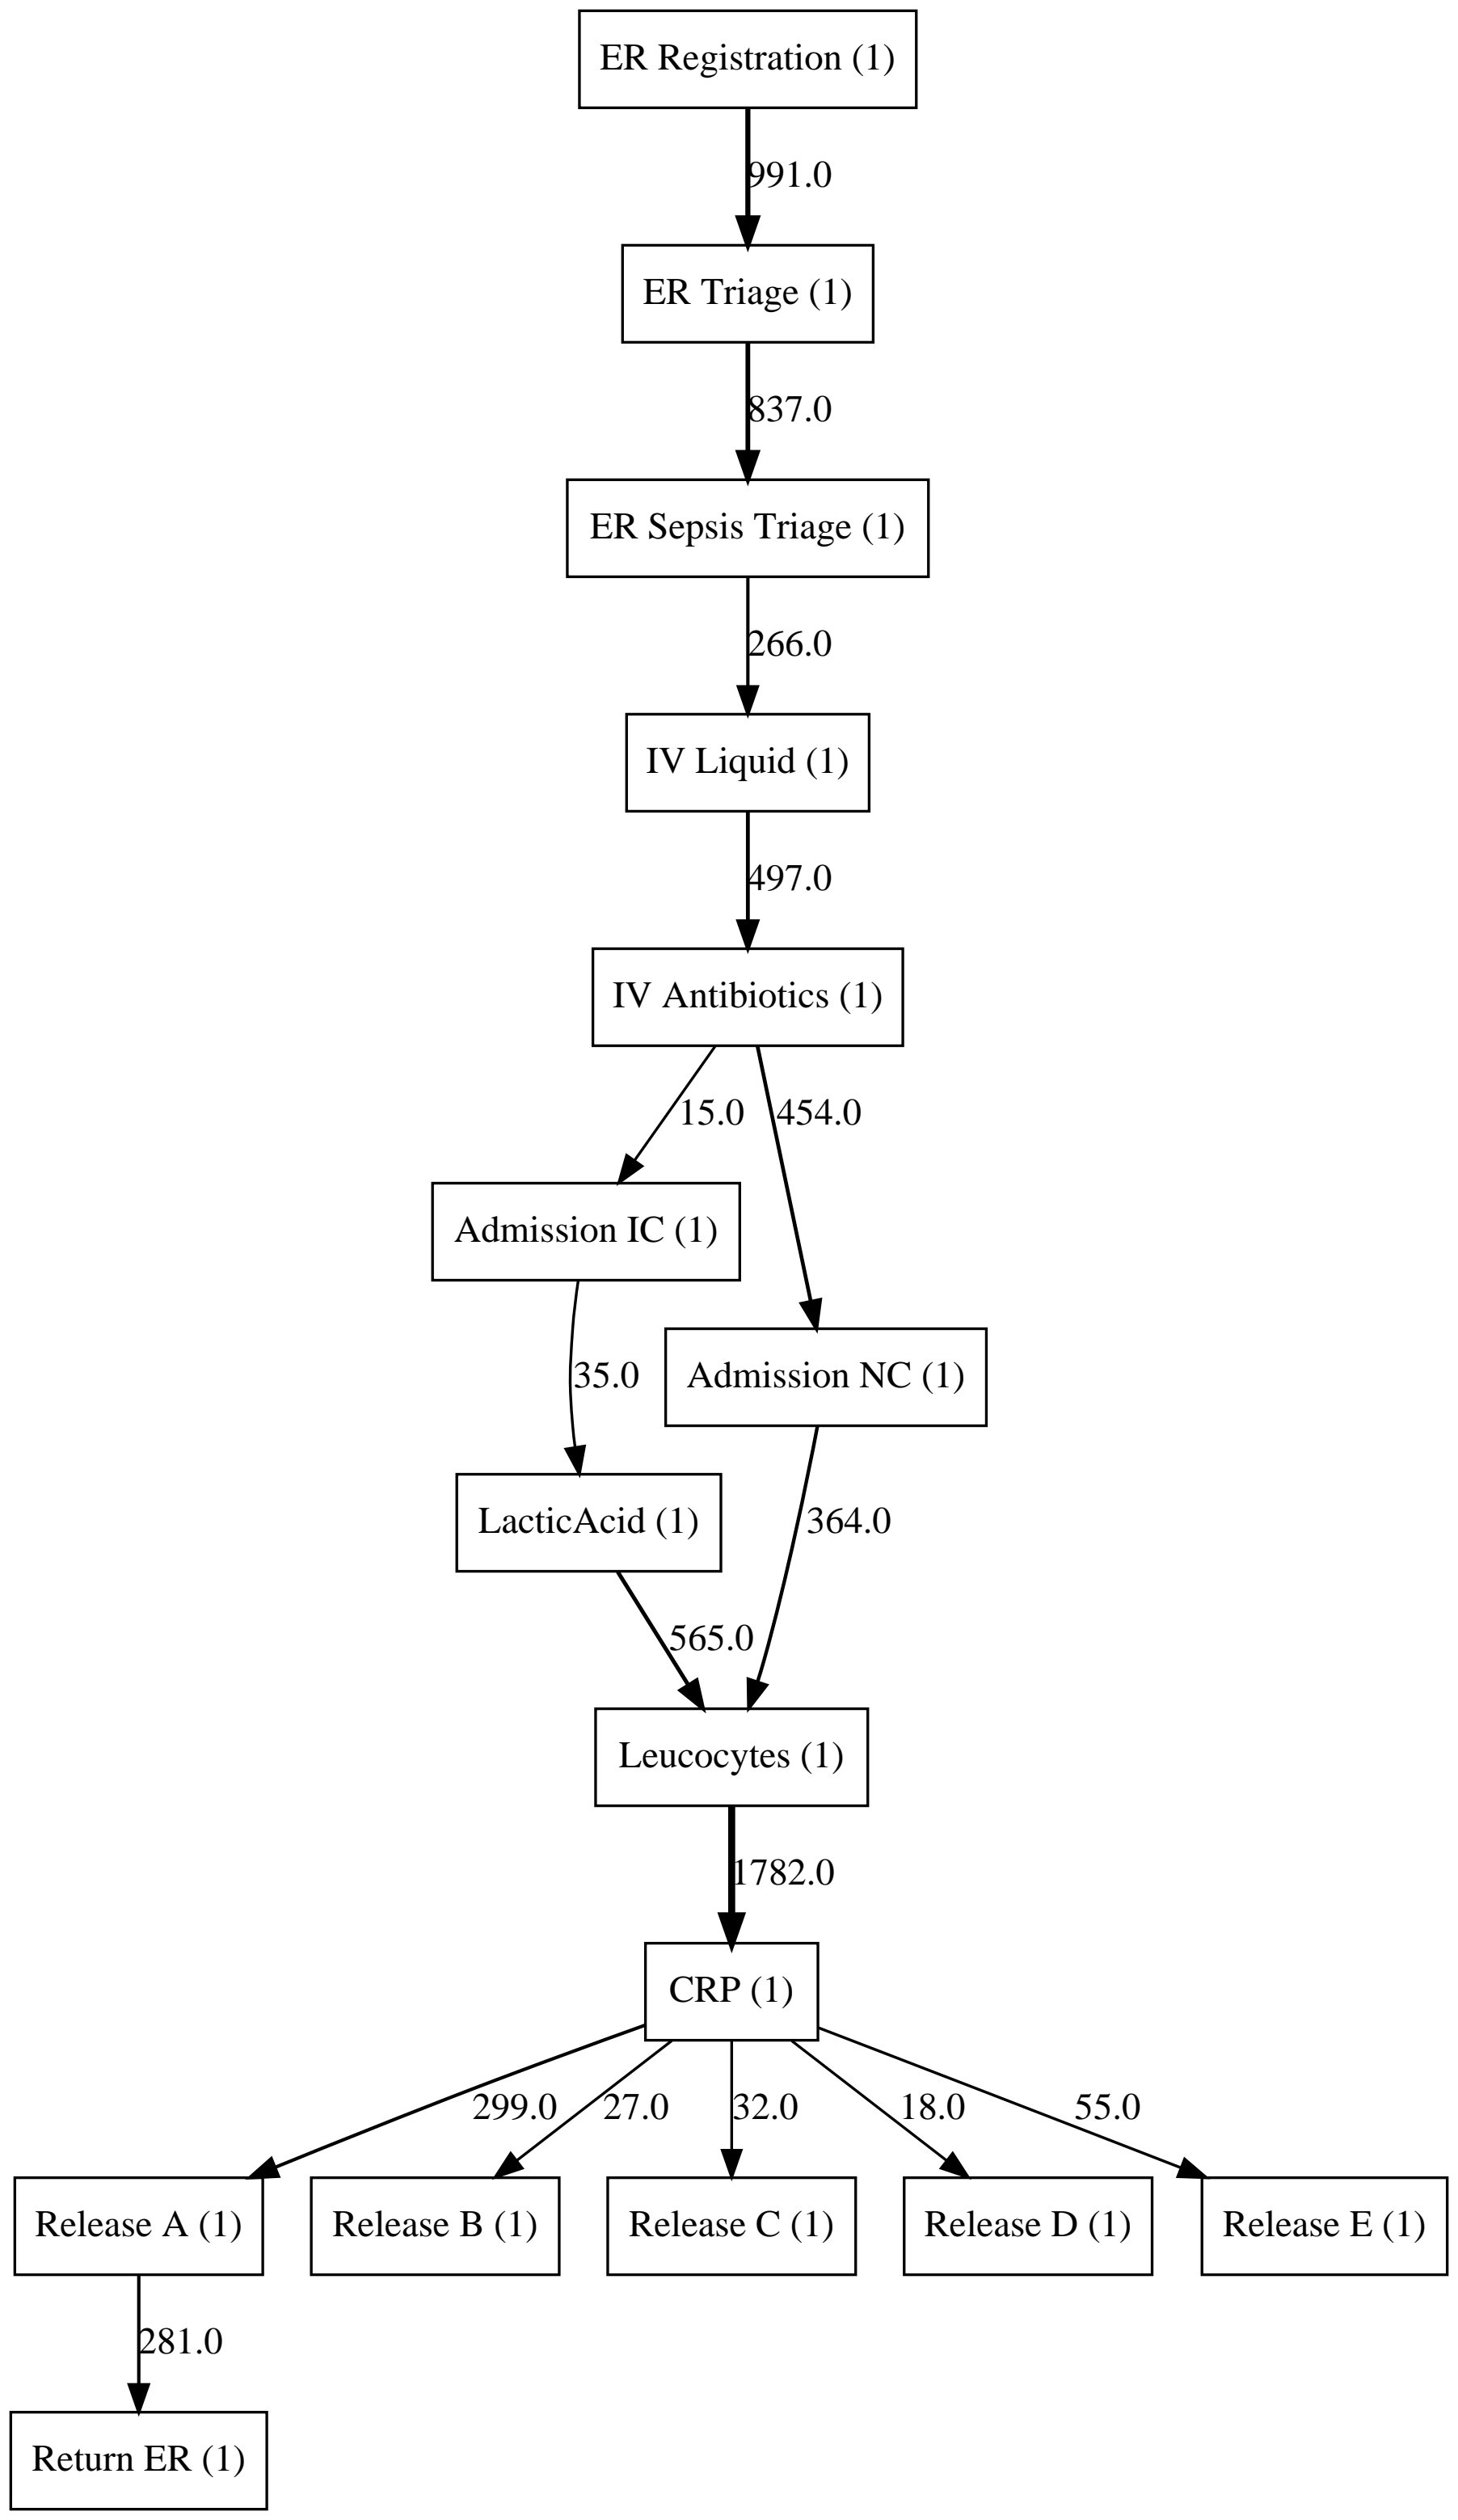 ER Registration (1)
991.0
ER Triage (1)
837.0
ER Sepsis Triage (1)
266.0
IV Liquid (1)
497.0
IV Antibiotics (1)
15.0
454.0
Admission IC (1)
35.0
Admission NC (1)
LacticAcid (1)
364.0
565.0
Leucocytes (1)
1782.0
CRP (1)
299.0
27.0
32.0
18.0
55.0
Release A (1)
Release B (1)
Release C (1)
Release D (1)
Release E (1)
281.0
Return ER (1)